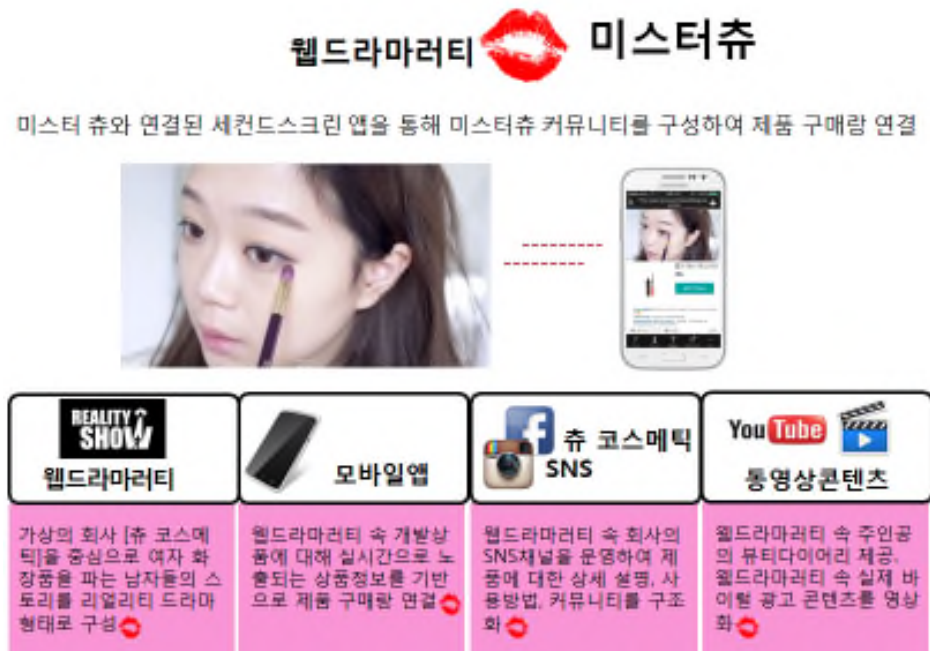 웹드라마러티 미스터츄
미스터 츄와 연결된 세컨드스크린 앱을 통해 미스터츄 커뮤니티를 구성하여 제품 구매랑 연결
REALITY
SHOW
웹드라마러티
모바일앱
츄 코스메틱
SNS
You Tube
동영상콘텐츠
가상의 회사 [츄 코스메
틱]을 중심으로 여자 화
장품을 파는 남자들의 스
토리를 리얼리티 드라마
형태로 구성
웹드라마러티 속 개발상
품에 대해 실시간으로 노
출되는 상품정보를 기반
으로 제품 구매랑 연결
웹드라마러티 속 회사의
SNS채널을 운영하여 제
품에 대한 상세 설명, 사
용방법, 커뮤니티를 구조
화
웹드라마러티 속 주인공
의 뷰티다이어리 제공.
웹드라마러티 속 실제 바
이럴 광고 콘텐츠를 영상
화